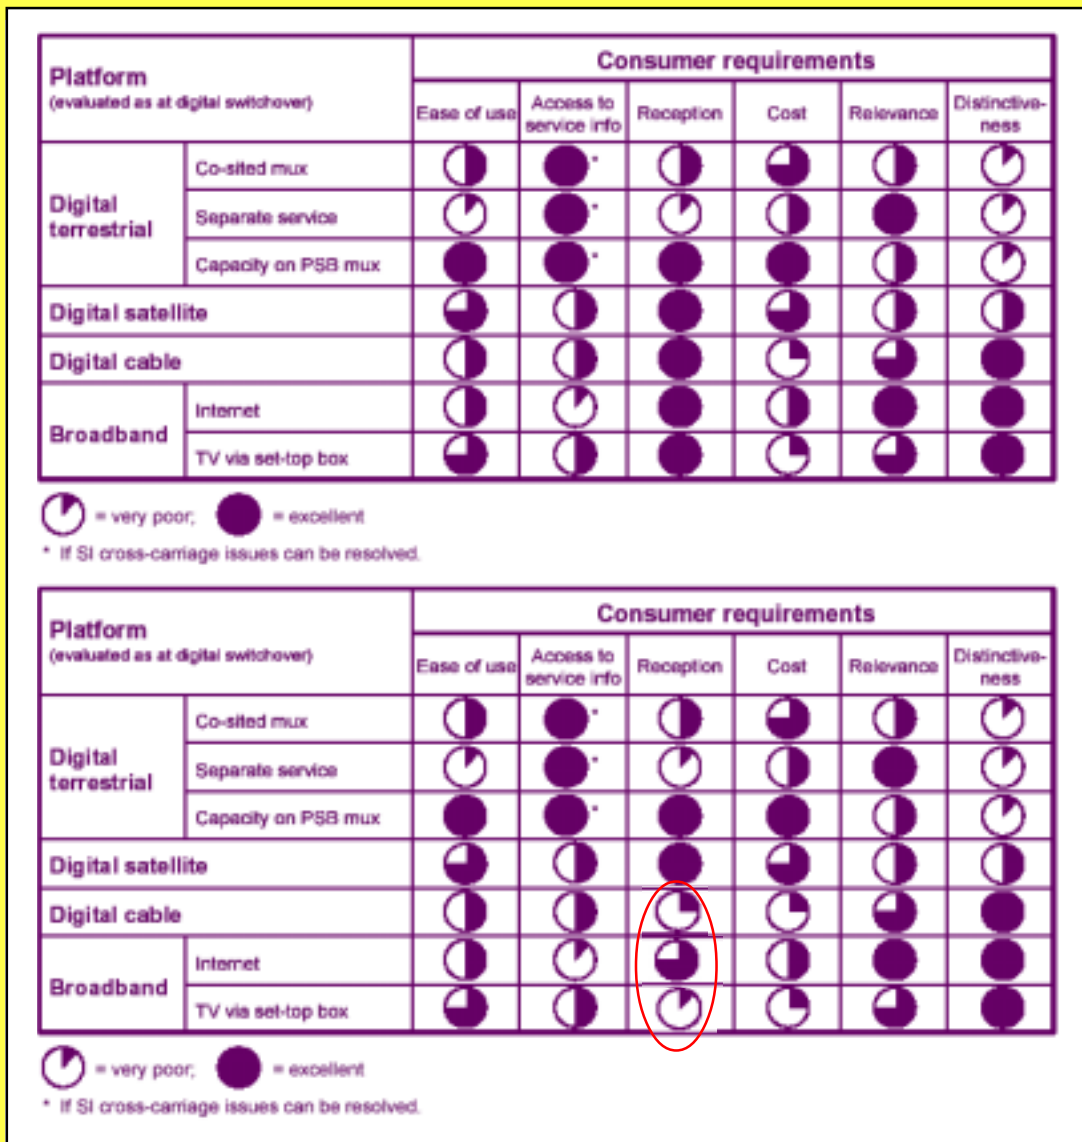 Platform
(evaluated as at digital switchover)
Consumer requirements
Ease of use
Access to
service info
Reception
Cost
Relevance
Distinctive-
ness
Digital
terrestrial
Co-sited mux
Separate service
Capacity on PSB mux
Digital satellite
Digital cable
Broadband
Internet
TV via set-top box
= very poor; = excellent
* If SI cross-carriage issues can be resolved.
Platform
(evaluated as at digital switchover)
Consumer requirements
Ease of use
Access to
service info
Reception
Cost
Relevance
Distinctive-
ness
Digital
terrestrial
Co-sited mux
Separate service
Capacity on PSB mux
Digital satellite
Digital cable
Broadband
Internet
TV via set-top box
= very poor; = excellent
* If SI cross-carriage issues can be resolved.